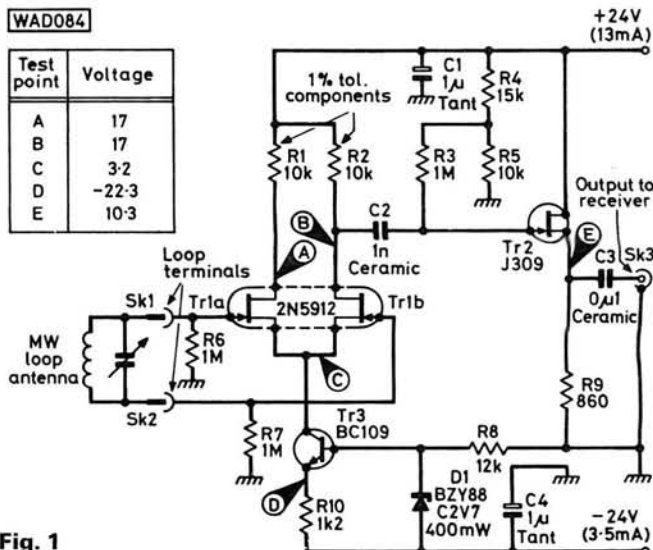 WAD084
Test point Voltage
A 17
B 17
C 3·2
D -22·3
E 10·3
+24V
(13mA)
C1
1µ
Tant
R4
15k
1% tol.
components
R1
10k
R2
10k
R3
1M
R5
10k
Output to
receiver
B
C2
1n
Ceramic
Tr2
J309
E
C3
0µ1
Ceramic
Sk3
A
Loop
terminals
Sk1
Tr1a
2N5912
Tr1b
MW
loop
antenna
R6
1M
C
Sk2
R9
860
R7
1M
Tr3
BC109
R8
12k
D
R10
1k2
D1
BZY88
C2V7
400mW
C4
1µ
Tant
-24V
(3·5mA)
Fig. 1